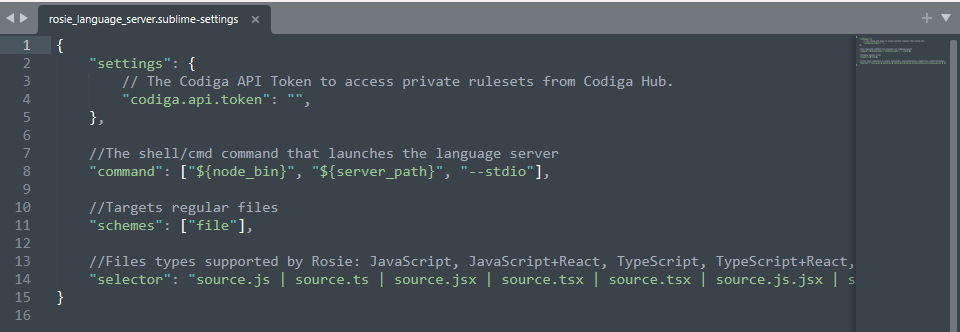 rosie_language_server.sublime-settings
1 {
2 "settings": {
3 // The Codiga API Token to access private rulesets from Codiga Hub.
4 "codiga.api.token": "",
5 },
6
7 //The shell/cmd command that launches the language server
8 "command": ["${node_bin}", "${server_path}", "--stdio"],
9
10 //Targets regular files
11 "schemes": ["file"],
12
13 //Files types supported by Rosie: JavaScript, JavaScript+React, TypeScript, TypeScript+React,
14 "selector": "source.js | source.ts | source.jsx | source.tsx | source.tsx | source.js.jsx | s
15 }
16